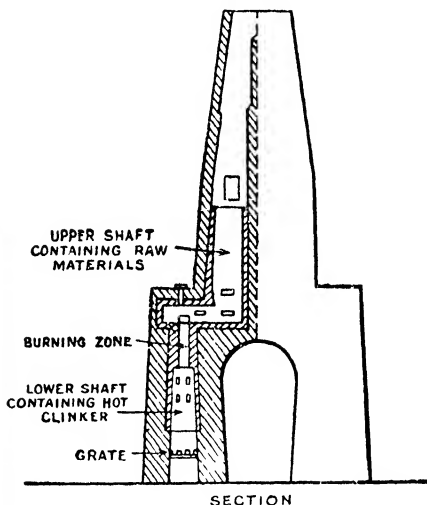 UPPER SHAFT
CONTAINING RAW
MATERIALS
BURNING ZONE
LOWER SHAFT
CONTAINING HOT
CLINKER
GRATE
SECTION